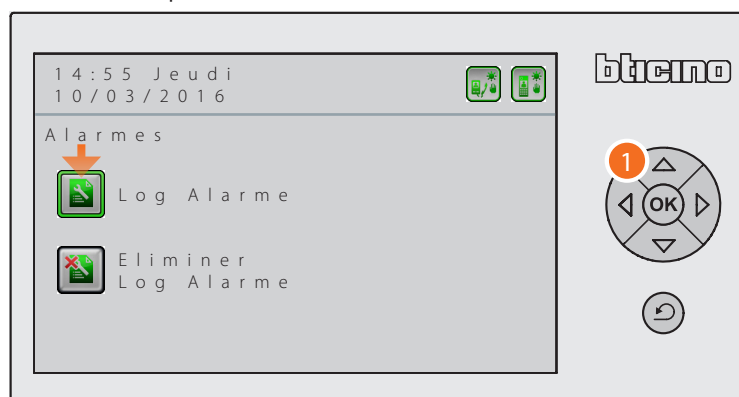 14:55 Jeudi
10/03/2016
bticino
Alarmes
1
Log Alarme
OK
Eliminer
Log Alarme